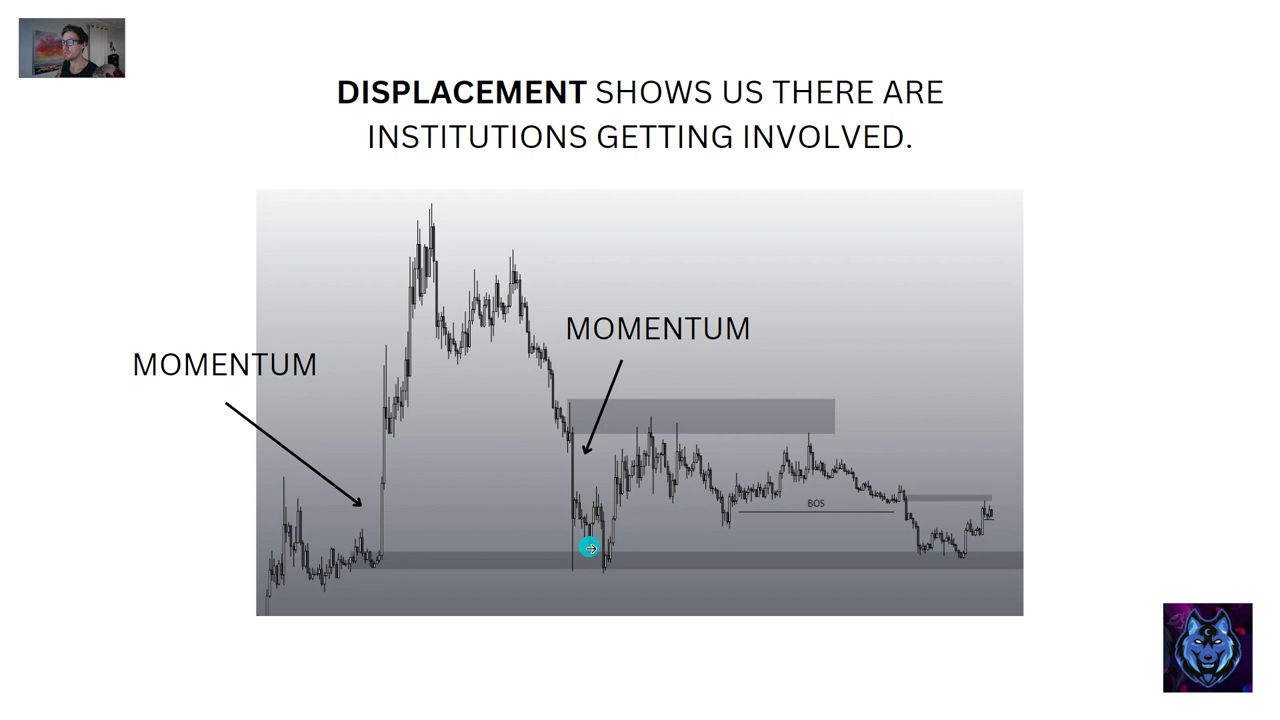 DISPLACEMENT SHOWS US THERE ARE
INSTITUTIONS GETTING INVOLVED.
MOMENTUM
MOMENTUM
BOS